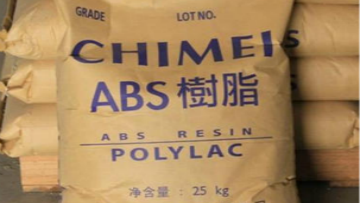 GRADE LOT NO.
CHIMEI
ABS 樹脂
ABS RESIN
POLYLAC
净含量 : 25 kg